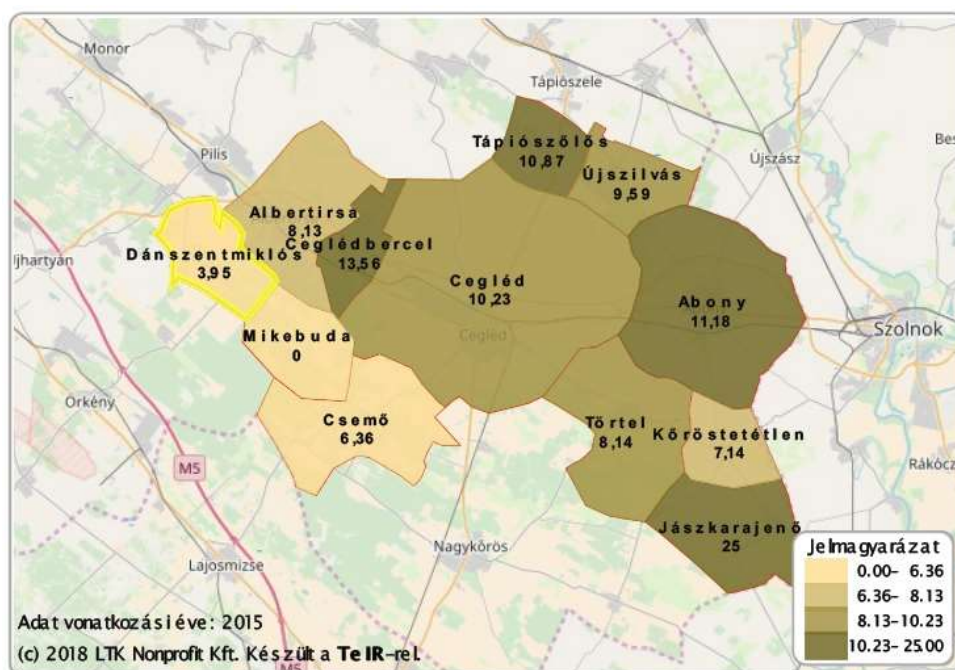 Monor
Tápiószele
Tápiószőlős
10,87
Újszász
Pilis
Újszilvás
9,59
Albertirsa
8,13
Ceglédbercel
13,56
Dánszentmiklós
3,95
Cegléd
10,23
Abony
11,18
Szolnok
Cegléd
Mikebuda
0
Örkény
Csemő
6,36
Törtel
8,14
Kőröstetétlen
7,14
M5
Jászkarajenő
25
Nagykőrös
Lajosmizse
M5
Jelmagyarázat
0.00– 6.36
6.36– 8.13
8.13–10.23
10.23–25.00
Adat vonatkozási éve: 2015
(c) 2018 LTK Nonprofit Kft. Készült a TeIR-rel.